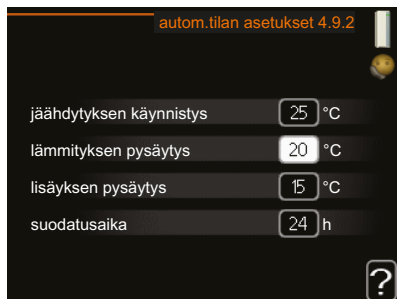 autom.tilan asetukset 4.9.2
jäähdytyksen käynnistys 25 °C
lämmityksen pysäytys 20 °C
lisäyksen pysäytys 15 °C
suodatusaika 24 h
?